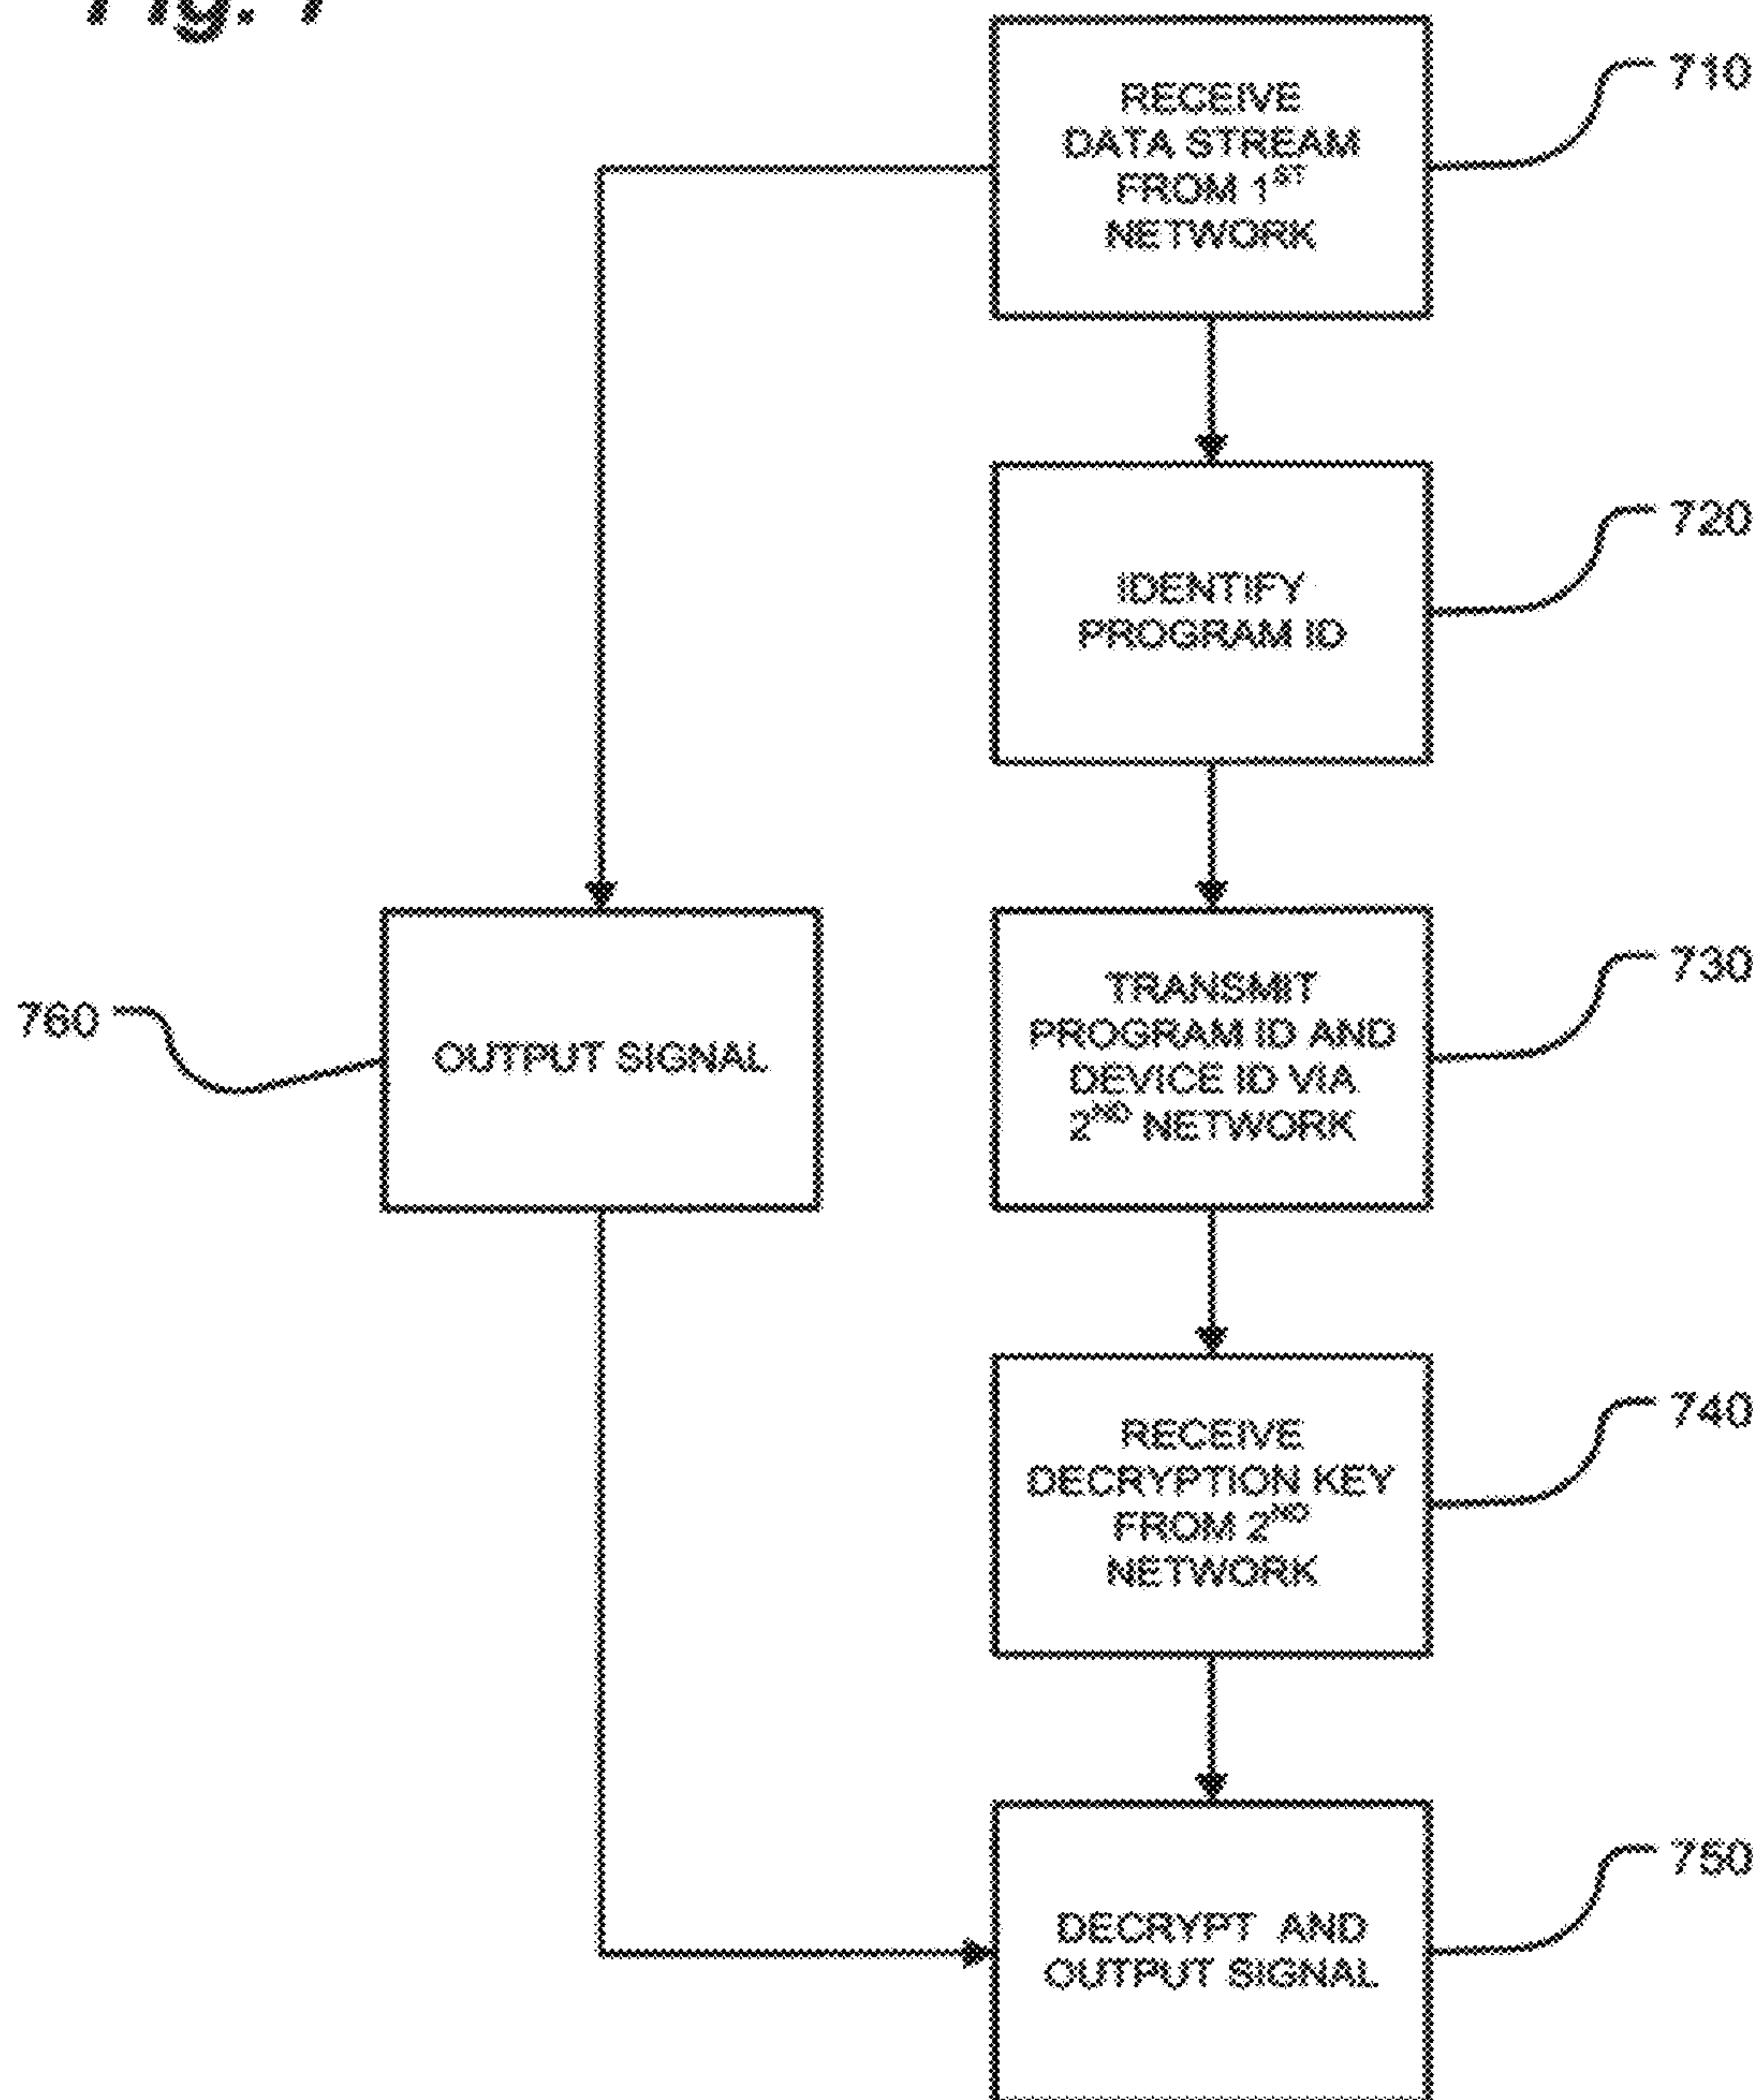 Fig. 7
RECEIVE
DATA STREAM
FROM 1ST
NETWORK
710
IDENTIFY
PROGRAM ID
720
TRANSMIT
PROGRAM ID AND
DEVICE ID VIA
2ND NETWORK
730
760
OUTPUT SIGNAL
RECEIVE
DECRYPTION KEY
FROM 2ND
NETWORK
740
DECRYPT AND
OUTPUT SIGNAL
750